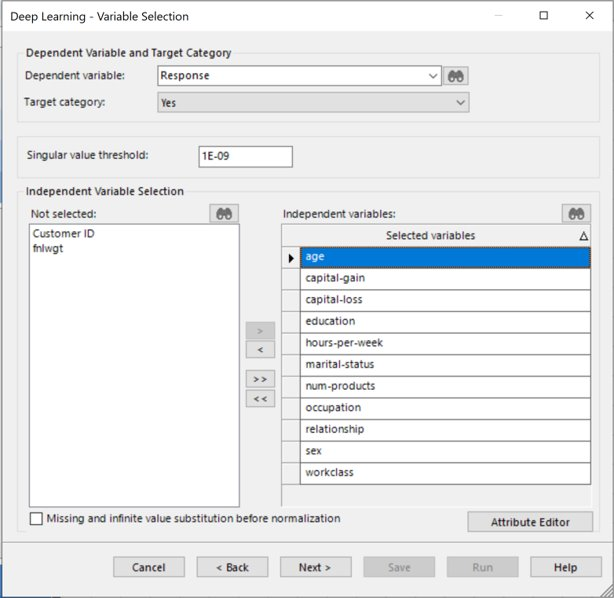 Deep Learning - Variable Selection
Dependent Variable and Target Category
Dependent variable: Response
Target category: Yes
Singular value threshold: 1E-09
Independent Variable Selection
Not selected:
Customer ID
fnlwgt
>
<
>>
<<
Independent variables:
Selected variables
age
capital-gain
capital-loss
education
hours-per-week
marital-status
num-products
occupation
relationship
sex
workclass
Missing and infinite value substitution before normalization
Attribute Editor
Cancel < Back Next > Save Run Help